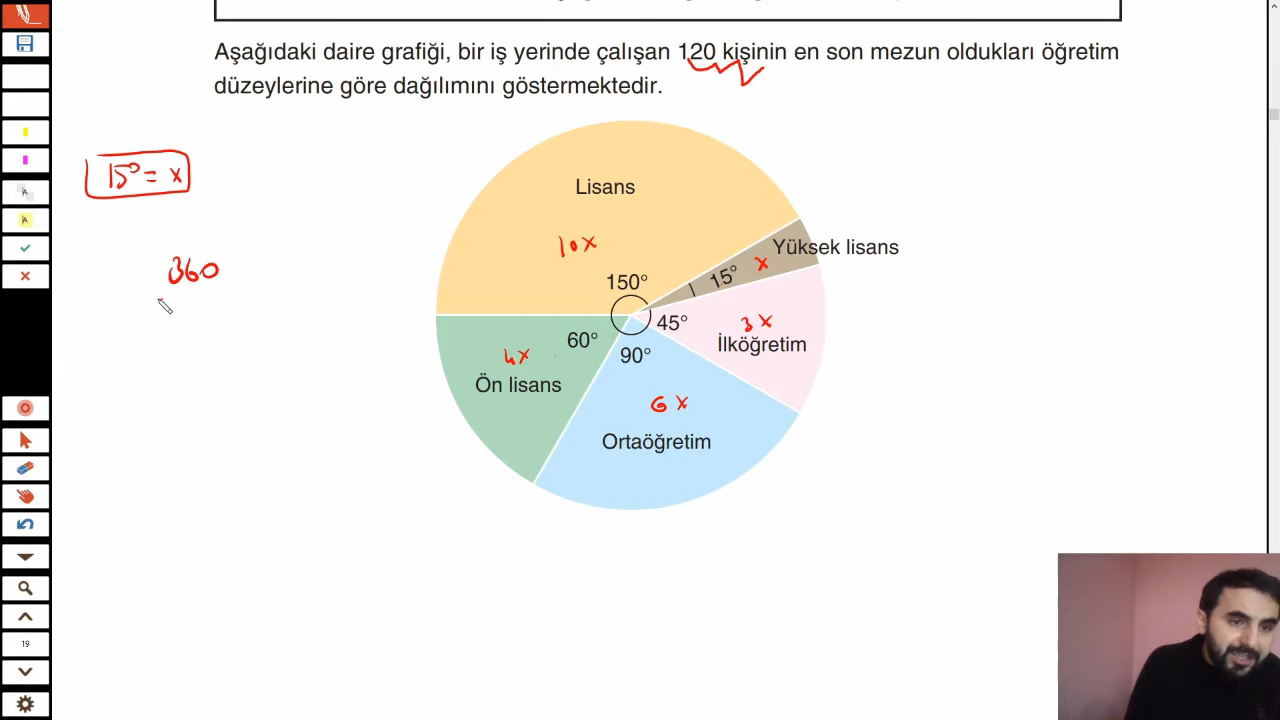 Aşağıdaki daire grafiği, bir iş yerinde çalışan 120 kişinin en son mezun oldukları öğretim
düzeylerine göre dağılımını göstermektedir.
15° = x
360
Lisans
10x
150°
Yüksek lisans
15° x
45° 3x
İlköğretim
60° 4x
Ön lisans
90°
6x
Ortaöğretim
A
A
19